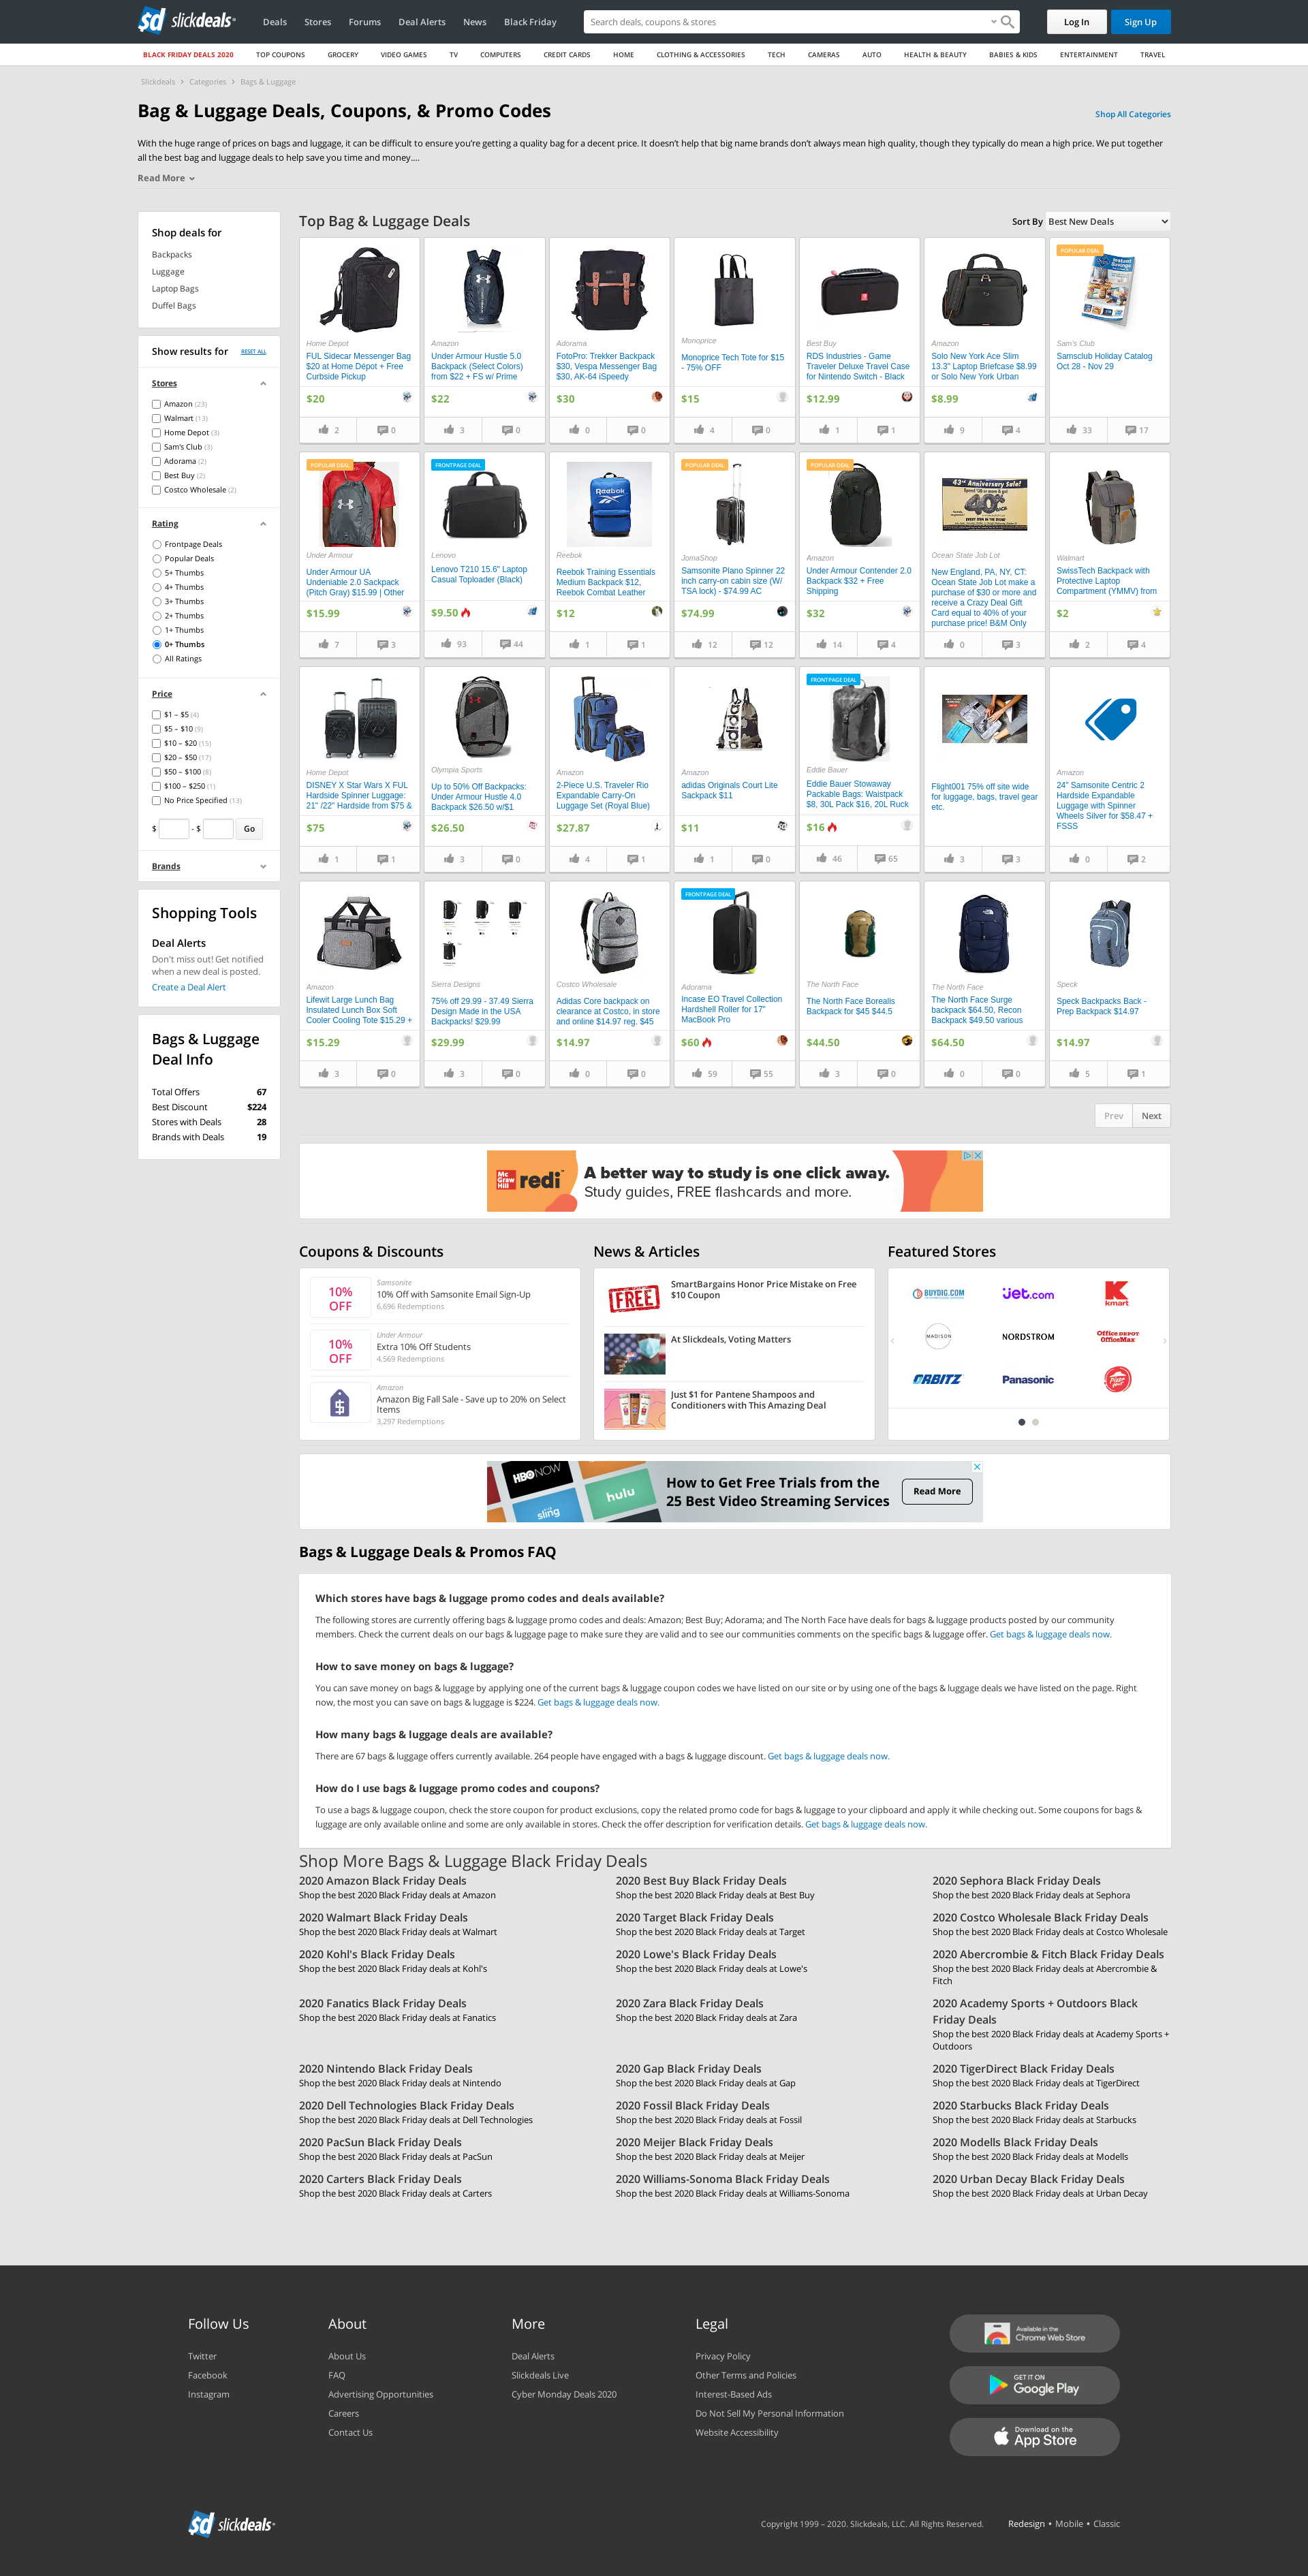 slickdeals
Deals Stores Forums Deal Alerts News Black Friday
Search deals, coupons & stores
Log In
Sign Up
BLACK FRIDAY DEALS 2020 TOP COUPONS GROCERY VIDEO GAMES TV COMPUTERS CREDIT CARDS HOME CLOTHING & ACCESSORIES TECH CAMERAS AUTO HEALTH & BEAUTY BABIES & KIDS ENTERTAINMENT TRAVEL
Slickdeals > Categories > Bags & Luggage
Bag & Luggage Deals, Coupons, & Promo Codes
Shop All Categories
With the huge range of prices on bags and luggage, it can be difficult to ensure you're getting a quality bag for a decent price. It doesn't help that big name brands don't always mean high quality, though they typically do mean a high price. We put together
all the best bag and luggage deals to help save you time and money....
Read More
Shop deals for
Backpacks
Luggage
Laptop Bags
Duffel Bags
Show results for
RESET ALL
Stores
Amazon (23)
Walmart (13)
Home Depot (3)
Sam's Club (3)
Adorama (2)
Best Buy (2)
Costco Wholesale (2)
Rating
Frontpage Deals
Popular Deals
5+ Thumbs
4+ Thumbs
3+ Thumbs
2+ Thumbs
1+ Thumbs
0+ Thumbs
All Ratings
Price
$1 – $5 (4)
$5 – $10 (9)
$10 – $20 (15)
$20 – $50 (17)
$50 – $100 (8)
$100 – $250 (1)
No Price Specified (13)
$ - $ Go
Brands
Shopping Tools
Deal Alerts
Don't miss out! Get notified
when a new deal is posted.
Create a Deal Alert
Bags & Luggage
Deal Info
Total Offers 67
Best Discount $224
Stores with Deals 28
Brands with Deals 19
Top Bag & Luggage Deals
Sort By Best New Deals
Home Depot
FUL Sidecar Messenger Bag
$20 at Home Depot + Free
Curbside Pickup
$20
2 0
Amazon
Under Armour Hustle 5.0
Backpack (Select Colors)
from $22 + FS w/ Prime
$22
3 0
Adorama
FotoPro: Trekker Backpack
$30, Vespa Messenger Bag
$30, AK-64 iSpeedy
$30
0 0
Monoprice
Monoprice Tech Tote for $15
- 75% OFF
$15
4 0
Best Buy
RDS Industries - Game
Traveler Deluxe Travel Case
for Nintendo Switch - Black
$12.99
1 1
Amazon
Solo New York Ace Slim
13.3" Laptop Briefcase $8.99
or Solo New York Urban
$8.99
9 4
POPULAR DEAL
Instant
Savings
Sam's Club
Samsclub Holiday Catalog
Oct 28 - Nov 29
33 17
POPULAR DEAL
Under Armour
Under Armour UA
Undeniable 2.0 Sackpack
(Pitch Gray) $15.99 | Other
$15.99
7 3
FRONTPAGE DEAL
Lenovo
Lenovo T210 15.6" Laptop
Casual Toploader (Black)
$9.50
93 44
Reebok
Reebok
Reebok Training Essentials
Medium Backpack $12,
Reebok Combat Leather
$12
1 1
POPULAR DEAL
JomaShop
Samsonite Plano Spinner 22
inch carry-on cabin size (W/
TSA lock) - $74.99 AC
$74.99
12 12
POPULAR DEAL
Amazon
Under Armour Contender 2.0
Backpack $32 + Free
Shipping
$32
14 4
43rd Anniversary Sale!
40%
Ocean State Job Lot
New England, PA, NY, CT:
Ocean State Job Lot make a
purchase of $30 or more and
receive a Crazy Deal Gift
Card equal to 40% of your
purchase price! B&M Only
0 3
Walmart
SwissTech Backpack with
Protective Laptop
Compartment (YMMV) from
$2
2 4
Home Depot
DISNEY X Star Wars X FUL
Hardside Spinner Luggage:
21" /22" Hardside from $75 &
$75
1 1
Olympia Sports
Up to 50% Off Backpacks:
Under Armour Hustle 4.0
Backpack $26.50 w/$1
$26.50
3 0
Amazon
2-Piece U.S. Traveler Rio
Expandable Carry-On
Luggage Set (Royal Blue)
$27.87
4 1
adidas
Amazon
adidas Originals Court Lite
Sackpack $11
$11
1 0
FRONTPAGE DEAL
Eddie Bauer
Eddie Bauer Stowaway
Packable Bags: Waistpack
$8, 30L Pack $16, 20L Ruck
$16
46 65
Flight001 75% off site wide
for luggage, bags, travel gear
etc.
3 3
Amazon
24" Samsonite Centric 2
Hardside Expandable
Luggage with Spinner
Wheels Silver for $58.47 +
FSSS
0 2
Amazon
Lifewit Large Lunch Bag
Insulated Lunch Box Soft
Cooler Cooling Tote $15.29 +
$15.29
3 0
Sierra Designs
75% off 29.99 - 37.49 Sierra
Design Made in the USA
Backpacks! $29.99
$29.99
3 0
Costco Wholesale
Adidas Core backpack on
clearance at Costco, in store
and online $14.97 reg. $45
$14.97
0 0
FRONTPAGE DEAL
Adorama
Incase EO Travel Collection
Hardshell Roller for 17"
MacBook Pro
$60
59 55
The North Face
The North Face Borealis
Backpack for $45 $44.5
$44.50
3 0
The North Face
The North Face Surge
backpack $64.50, Recon
Backpack $49.50 various
$64.50
0 0
Speck
Speck Backpacks Back -
Prep Backpack $14.97
$14.97
5 1
Prev Next
Mc Graw Hill redi
A better way to study is one click away.
Study guides, FREE flashcards and more.
Coupons & Discounts
10% OFF
Samsonite
10% Off with Samsonite Email Sign-Up
6,696 Redemptions
10% OFF
Under Armour
Extra 10% Off Students
4,569 Redemptions
Amazon
Amazon Big Fall Sale - Save up to 20% on Select
Items
3,297 Redemptions
News & Articles
FREE
SmartBargains Honor Price Mistake on Free
$10 Coupon
At Slickdeals, Voting Matters
Just $1 for Pantene Shampoos and
Conditioners with This Amazing Deal
Featured Stores
BUYDIG.COM jet.com kmart
MADISON NORDSTROM Office DEPOT OfficeMax
ORBITZ Panasonic Pizza Hut
HBO NOW
sling
hulu
How to Get Free Trials from the
25 Best Video Streaming Services
Read More
Bags & Luggage Deals & Promos FAQ
Which stores have bags & luggage promo codes and deals available?
The following stores are currently offering bags & luggage promo codes and deals: Amazon; Best Buy; Adorama; and The North Face have deals for bags & luggage products posted by our community
members. Check the current deals on our bags & luggage page to make sure they are valid and to see our communities comments on the specific bags & luggage offer. Get bags & luggage deals now.
How to save money on bags & luggage?
You can save money on bags & luggage by applying one of the current bags & luggage coupon codes we have listed on our site or by using one of the bags & luggage deals we have listed on the page. Right
now, the most you can save on bags & luggage is $224. Get bags & luggage deals now.
How many bags & luggage deals are available?
There are 67 bags & luggage offers currently available. 264 people have engaged with a bags & luggage discount. Get bags & luggage deals now.
How do I use bags & luggage promo codes and coupons?
To use a bags & luggage coupon, check the store coupon for product exclusions, copy the related promo code for bags & luggage to your clipboard and apply it while checking out. Some coupons for bags &
luggage are only available online and some are only available in stores. Check the offer description for verification details. Get bags & luggage deals now.
Shop More Bags & Luggage Black Friday Deals
2020 Amazon Black Friday Deals
Shop the best 2020 Black Friday deals at Amazon
2020 Best Buy Black Friday Deals
Shop the best 2020 Black Friday deals at Best Buy
2020 Sephora Black Friday Deals
Shop the best 2020 Black Friday deals at Sephora
2020 Walmart Black Friday Deals
Shop the best 2020 Black Friday deals at Walmart
2020 Target Black Friday Deals
Shop the best 2020 Black Friday deals at Target
2020 Costco Wholesale Black Friday Deals
Shop the best 2020 Black Friday deals at Costco Wholesale
2020 Kohl's Black Friday Deals
Shop the best 2020 Black Friday deals at Kohl's
2020 Lowe's Black Friday Deals
Shop the best 2020 Black Friday deals at Lowe's
2020 Abercrombie & Fitch Black Friday Deals
Shop the best 2020 Black Friday deals at Abercrombie &
Fitch
2020 Fanatics Black Friday Deals
Shop the best 2020 Black Friday deals at Fanatics
2020 Zara Black Friday Deals
Shop the best 2020 Black Friday deals at Zara
2020 Academy Sports + Outdoors Black
Friday Deals
Shop the best 2020 Black Friday deals at Academy Sports +
Outdoors
2020 Nintendo Black Friday Deals
Shop the best 2020 Black Friday deals at Nintendo
2020 Gap Black Friday Deals
Shop the best 2020 Black Friday deals at Gap
2020 TigerDirect Black Friday Deals
Shop the best 2020 Black Friday deals at TigerDirect
2020 Dell Technologies Black Friday Deals
Shop the best 2020 Black Friday deals at Dell Technologies
2020 Fossil Black Friday Deals
Shop the best 2020 Black Friday deals at Fossil
2020 Starbucks Black Friday Deals
Shop the best 2020 Black Friday deals at Starbucks
2020 PacSun Black Friday Deals
Shop the best 2020 Black Friday deals at PacSun
2020 Meijer Black Friday Deals
Shop the best 2020 Black Friday deals at Meijer
2020 Modells Black Friday Deals
Shop the best 2020 Black Friday deals at Modells
2020 Carters Black Friday Deals
Shop the best 2020 Black Friday deals at Carters
2020 Williams-Sonoma Black Friday Deals
Shop the best 2020 Black Friday deals at Williams-Sonoma
2020 Urban Decay Black Friday Deals
Shop the best 2020 Black Friday deals at Urban Decay
Follow Us
Twitter
Facebook
Instagram
About
About Us
FAQ
Advertising Opportunities
Careers
Contact Us
More
Deal Alerts
Slickdeals Live
Cyber Monday Deals 2020
Legal
Privacy Policy
Other Terms and Policies
Interest-Based Ads
Do Not Sell My Personal Information
Website Accessibility
Available in the
Chrome Web Store
GET IT ON
Google Play
Download on the
App Store
slickdeals
Copyright 1999 – 2020. Slickdeals, LLC. All Rights Reserved.
Redesign • Mobile • Classic